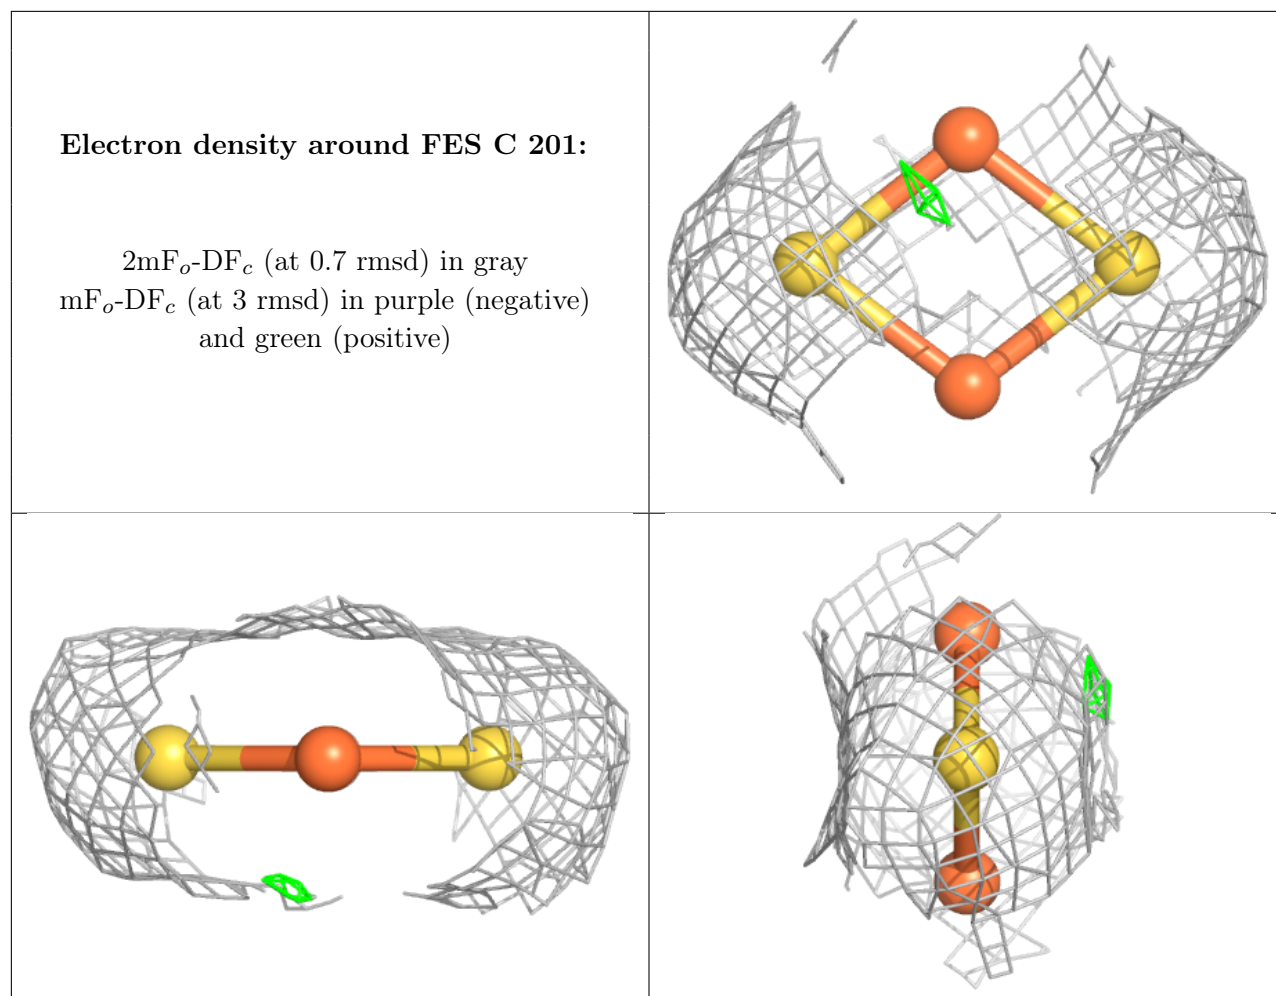 Electron density around FES C 201:
2mFₒ-DF𝒸 (at 0.7 rmsd) in gray
mFₒ-DF𝒸 (at 3 rmsd) in purple (negative)
and green (positive)